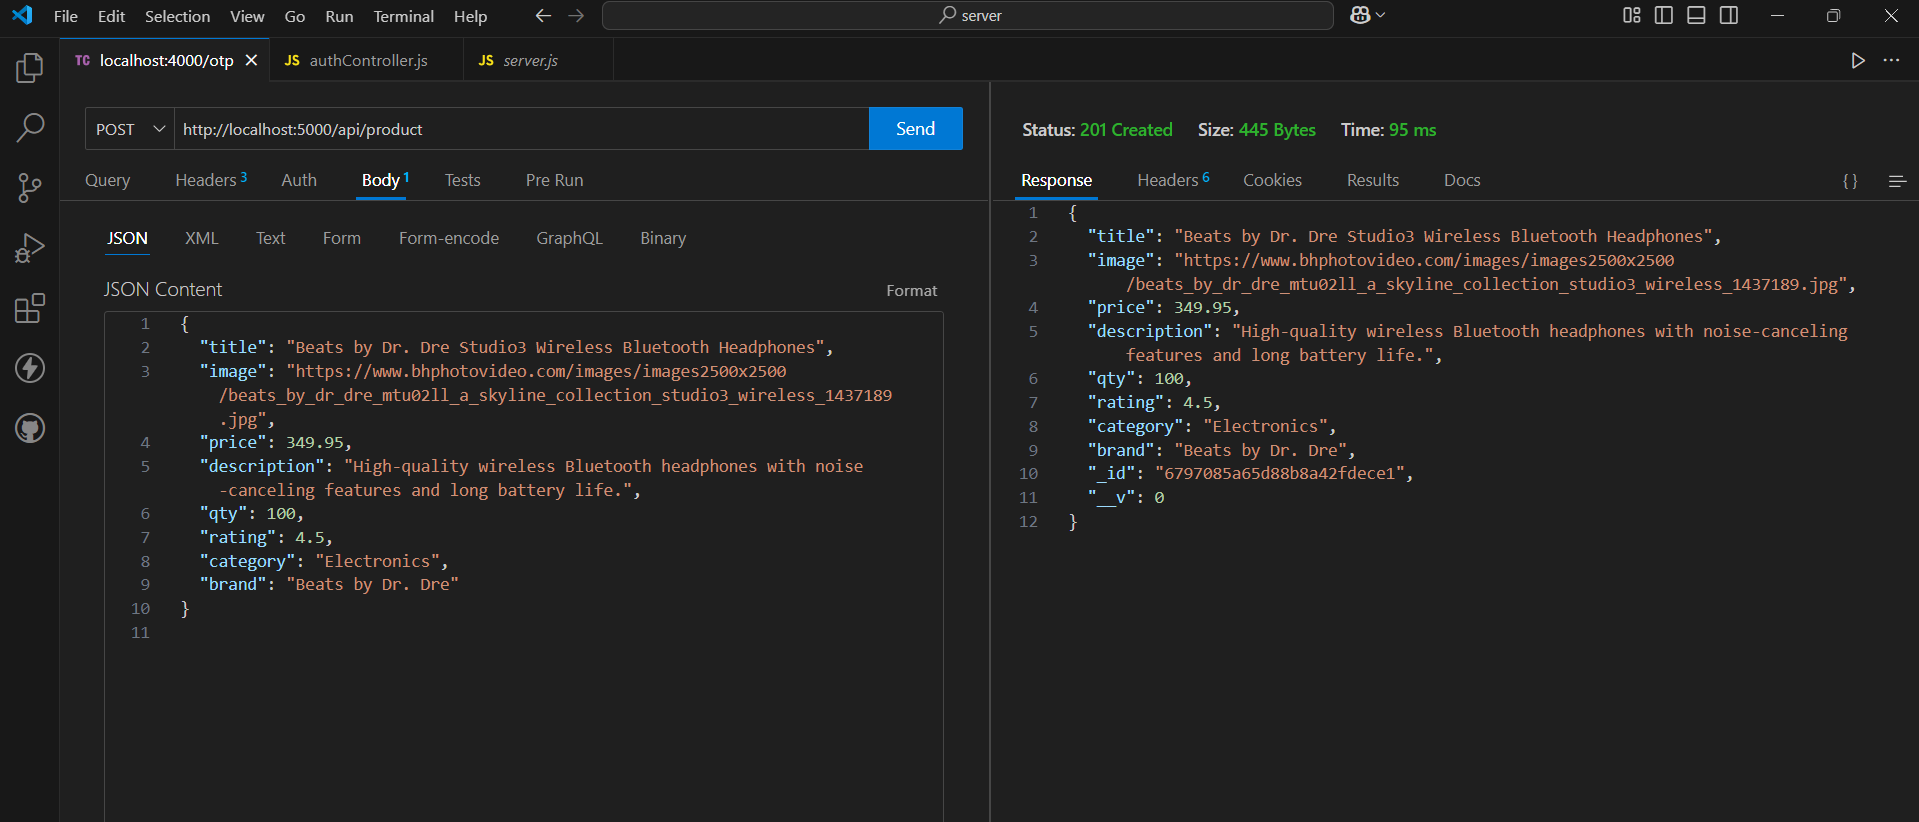 File Edit Selection View Go Run Terminal Help server
TC localhost:4000/otp JS authController.js JS server.js
POST http://localhost:5000/api/product Send
Query Headers 3 Auth Body 1 Tests Pre Run
JSON XML Text Form Form-encode GraphQL Binary
JSON Content Format
1 {
2 "title": "Beats by Dr. Dre Studio3 Wireless Bluetooth Headphones",
3 "image": "https://www.bhphotovideo.com/images/images2500x2500
/beats_by_dr_dre_mtu02ll_a_skyline_collection_studio3_wireless_1437189
.jpg",
4 "price": 349.95,
5 "description": "High-quality wireless Bluetooth headphones with noise
-canceling features and long battery life.",
6 "qty": 100,
7 "rating": 4.5,
8 "category": "Electronics",
9 "brand": "Beats by Dr. Dre"
10 }
11
Status: 201 Created Size: 445 Bytes Time: 95 ms
Response Headers 6 Cookies Results Docs { }
1 {
2 "title": "Beats by Dr. Dre Studio3 Wireless Bluetooth Headphones",
3 "image": "https://www.bhphotovideo.com/images/images2500x2500
/beats_by_dr_dre_mtu02ll_a_skyline_collection_studio3_wireless_1437189.jpg",
4 "price": 349.95,
5 "description": "High-quality wireless Bluetooth headphones with noise-canceling
features and long battery life.",
6 "qty": 100,
7 "rating": 4.5,
8 "category": "Electronics",
9 "brand": "Beats by Dr. Dre",
10 "_id": "6797085a65d88b8a42fdece1",
11 "__v": 0
12 }